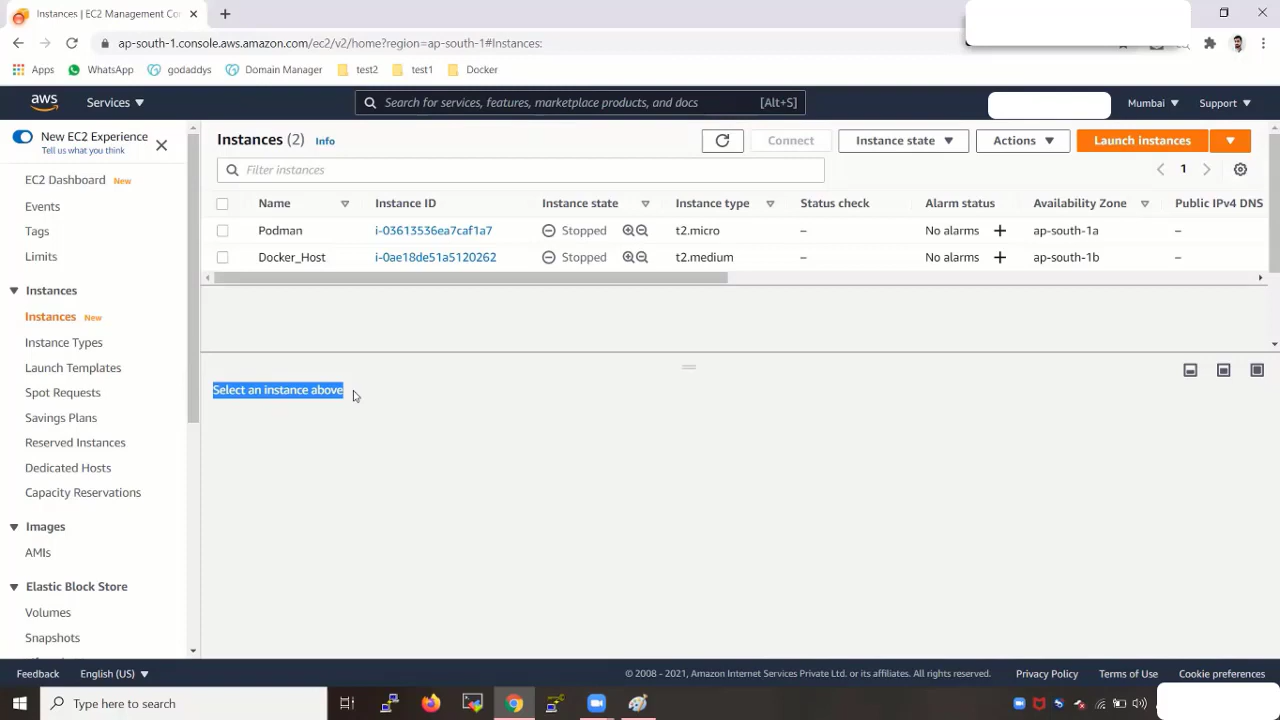 Instances | EC2 Management Co
ap-south-1.console.aws.amazon.com/ec2/v2/home?region=ap-south-1#Instances:
Apps WhatsApp godaddys Domain Manager test2 test1 Docker
aws Services Search for services, features, marketplace products, and docs [Alt+S] Mumbai Support
New EC2 Experience
Tell us what you think
EC2 Dashboard New
Events
Tags
Limits
Instances
Instances New
Instance Types
Launch Templates
Spot Requests
Savings Plans
Reserved Instances
Dedicated Hosts
Capacity Reservations
Images
AMIs
Elastic Block Store
Volumes
Snapshots
Instances (2) Info Connect Instance state Actions Launch instances
Filter instances 1
Name Instance ID Instance state Instance type Status check Alarm status Availability Zone Public IPv4 DNS
Podman i-03613536ea7caf1a7 Stopped t2.micro – No alarms + ap-south-1a –
Docker_Host i-0ae18de51a5120262 Stopped t2.medium – No alarms + ap-south-1b –
Select an instance above
Feedback English (US) © 2008 - 2021, Amazon Internet Services Private Ltd. or its affiliates. All rights reserved. Privacy Policy Terms of Use Cookie preferences
Type here to search